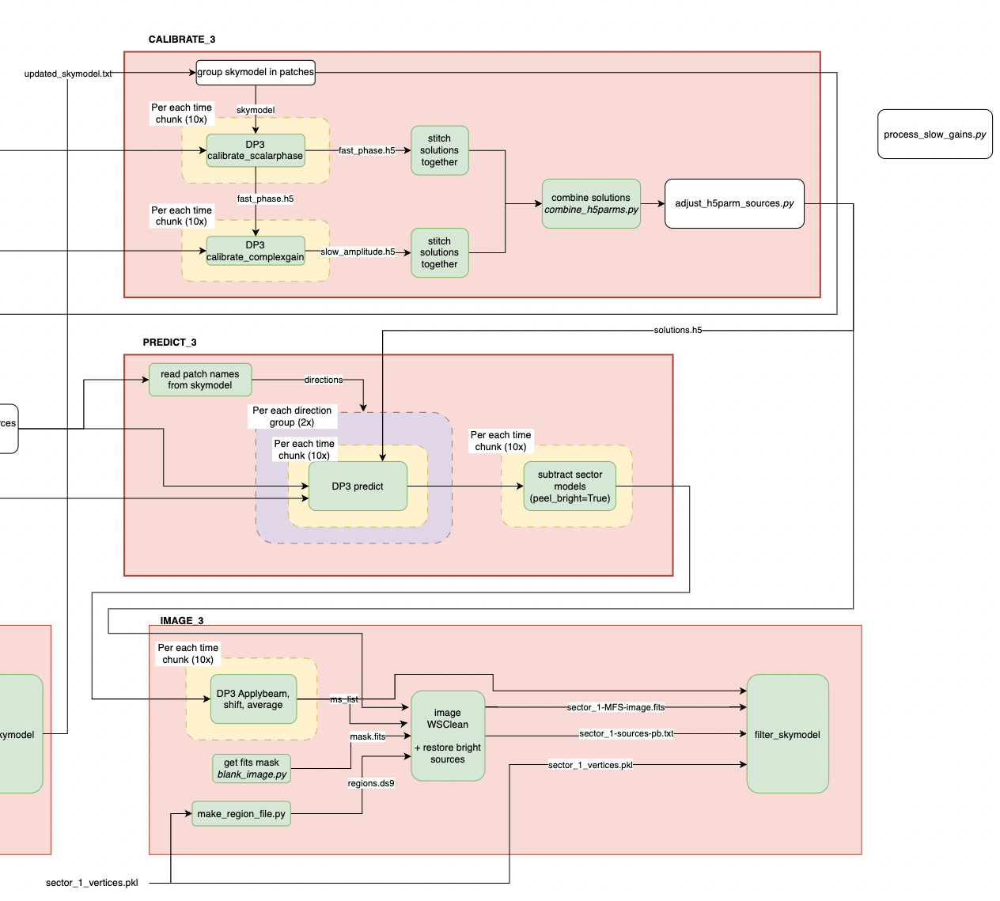 CALIBRATE_3
updated_skymodel.txt
group skymodel in patches
Per each time
chunk (10x)
skymodel
DP3
calibrate_scalarphase
fast_phase.h5
stitch
solutions
together
process_slow_gains.py
fast_phase.h5
Per each time
chunk (10x)
DP3
calibrate_complexgain
slow_amplitude.h5
stitch
solutions
together
combine solutions
combine_h5parms.py
adjust_h5parm_sources.py
solutions.h5
PREDICT_3
read patch names
from skymodel
directions
rces
Per each direction
group (2x)
Per each time
chunk (10x)
DP3 predict
Per each time
chunk (10x)
subtract sector
models
(peel_bright=True)
IMAGE_3
Per each time
chunk (10x)
DP3 Applybeam,
shift, average
ms_list
mask.fits
get fits mask
blank_image.py
regions.ds9
make_region_file.py
image
WSClean
+ restore bright
sources
sector_1-MFS-image.fits
sector_1-sources-pb.txt
sector_1_vertices.pkl
filter_skymodel
kymodel
sector_1_vertices.pkl